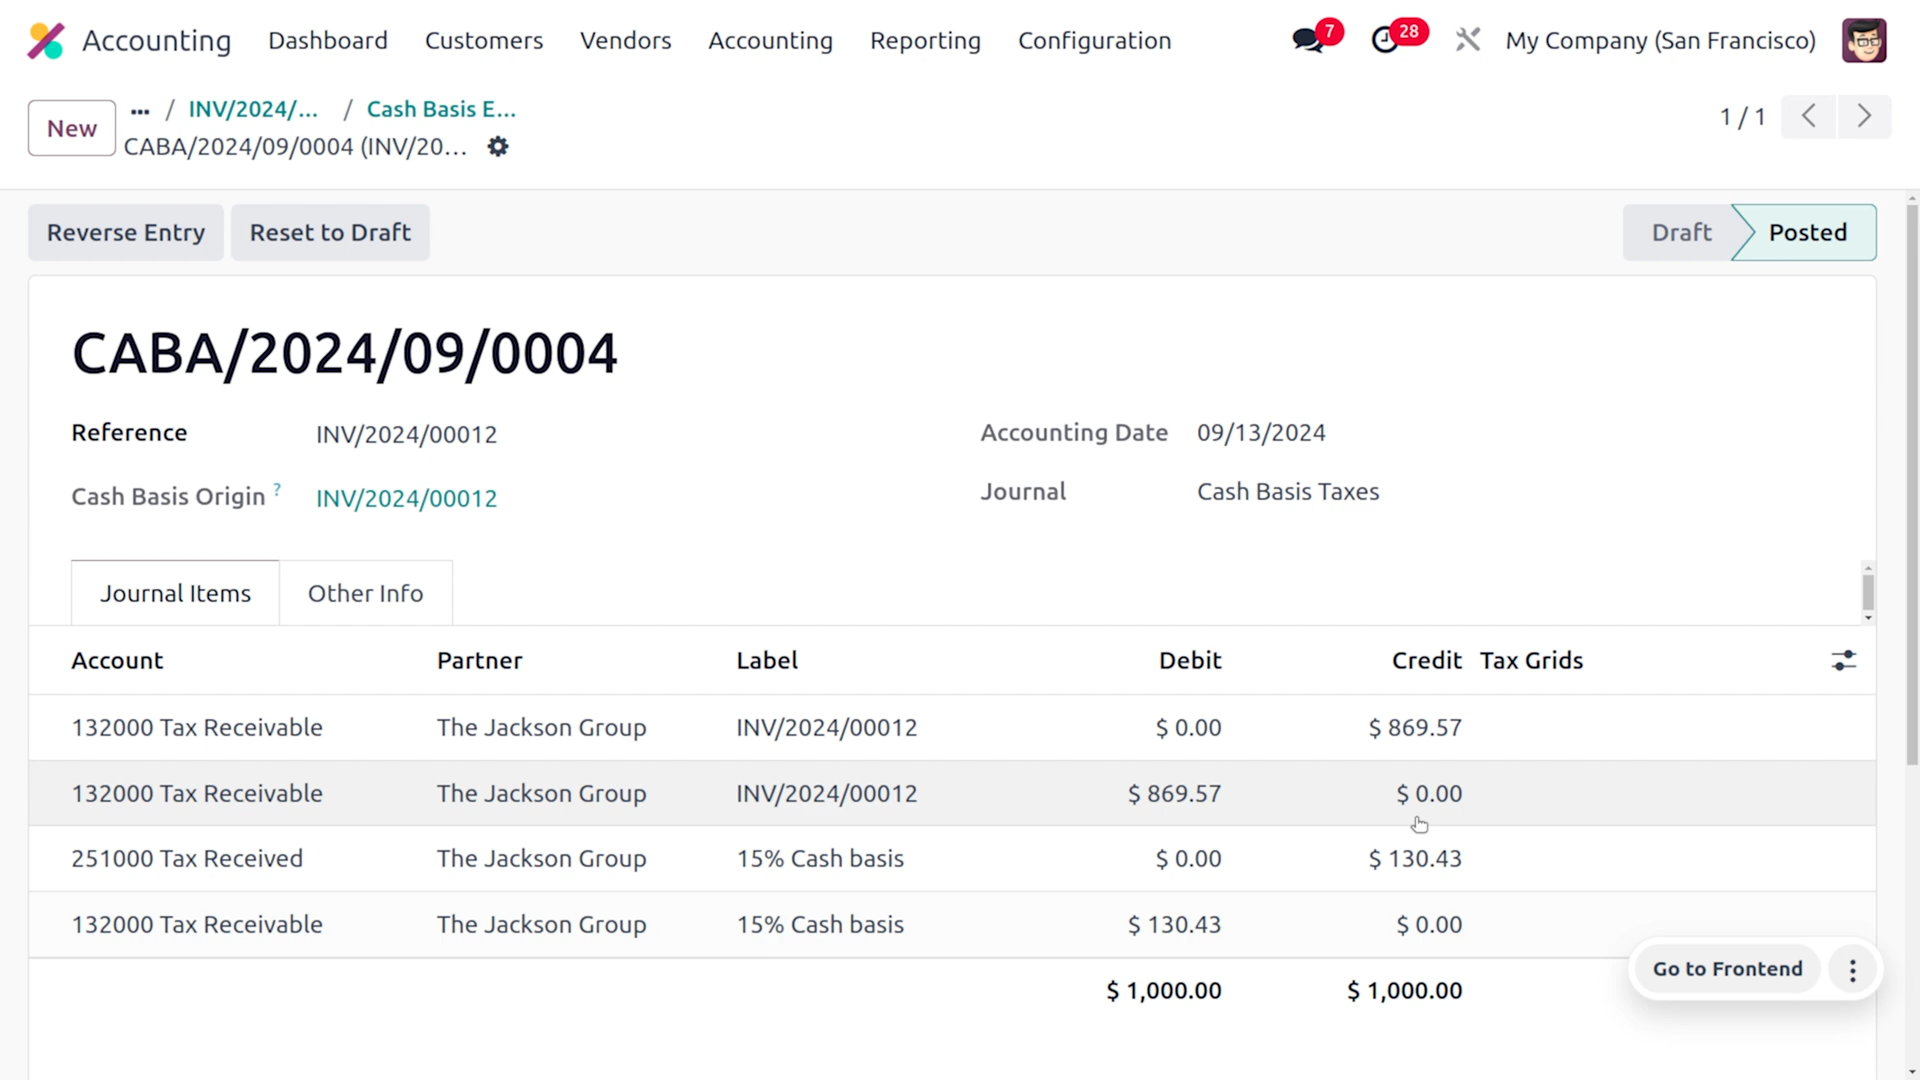 Accounting Dashboard Customers Vendors Accounting Reporting Configuration 7 28 My Company (San Francisco)
New ... / INV/2024/... / Cash Basis E... 1 / 1
CABA/2024/09/0004 (INV/20...
Reverse Entry Reset to Draft Draft Posted
CABA/2024/09/0004
Reference INV/2024/00012 Accounting Date 09/13/2024
Cash Basis Origin ? INV/2024/00012 Journal Cash Basis Taxes
Journal Items Other Info
Account Partner Label Debit Credit Tax Grids
132000 Tax Receivable The Jackson Group INV/2024/00012 $ 0.00 $ 869.57
132000 Tax Receivable The Jackson Group INV/2024/00012 $ 869.57 $ 0.00
251000 Tax Received The Jackson Group 15% Cash basis $ 0.00 $ 130.43
132000 Tax Receivable The Jackson Group 15% Cash basis $ 130.43 $ 0.00
Go to Frontend
$ 1,000.00 $ 1,000.00